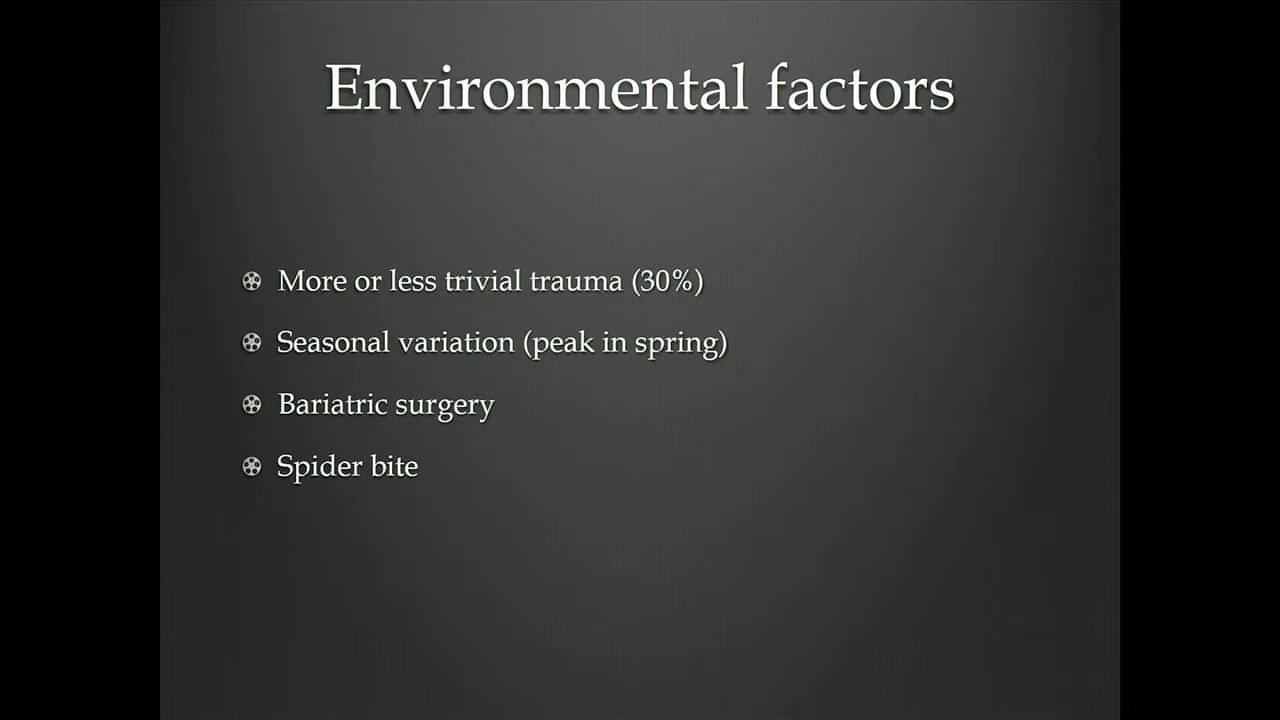 Environmental factors
More or less trivial trauma (30%)
Seasonal variation (peak in spring)
Bariatric surgery
Spider bite